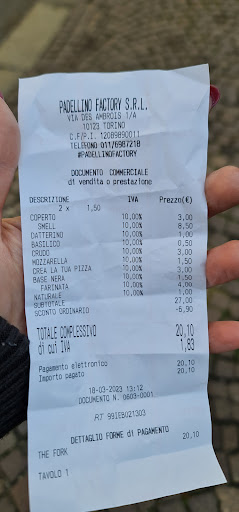 PADELLINO FACTORY S.R.L.
VIA DES AMBROIS 1/A
10123 TORINO
C.F/P.I. 12089890011
TELEFONO 011/6987218
#PADELLINOFACTORY
DOCUMENTO COMMERCIALE
di vendita o prestazione
DESCRIZIONE IVA Prezzo(€)
2 x 1,50
COPERTO 10,00% 3,00
SMELL 10,00% 8,50
DATTERINO 10,00% 1,00
BASILICO 10,00% 0,50
CRUDO 10,00% 3,00
MOZZARELLA 10,00% 1,50
CREA LA TUA PIZZA 10,00% 3,00
BASE NERA 10,00% 1,50
FARINATA 10,00% 4,00
NATURALE 10,00% 1,00
SUBTOTALE 27,00
SCONTO ORDINARIO -6,90
TOTALE COMPLESSIVO 20,10
di cui IVA 1,83
Pagamento elettronico 20,10
Importo pagato 20,10
18-03-2023 13:12
DOCUMENTO N. 0603-0001
RT 99IEB021303
DETTAGLIO FORME di PAGAMENTO
THE FORK 20,10
TAVOLO 1